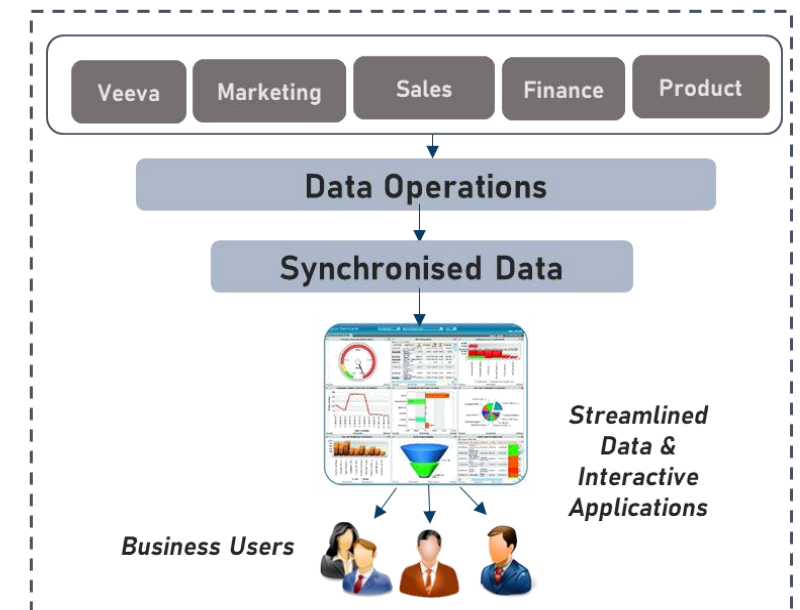 Veeva Marketing Sales Finance Product
Data Operations
Synchronised Data
Streamlined
Data &
Interactive
Applications
Business Users